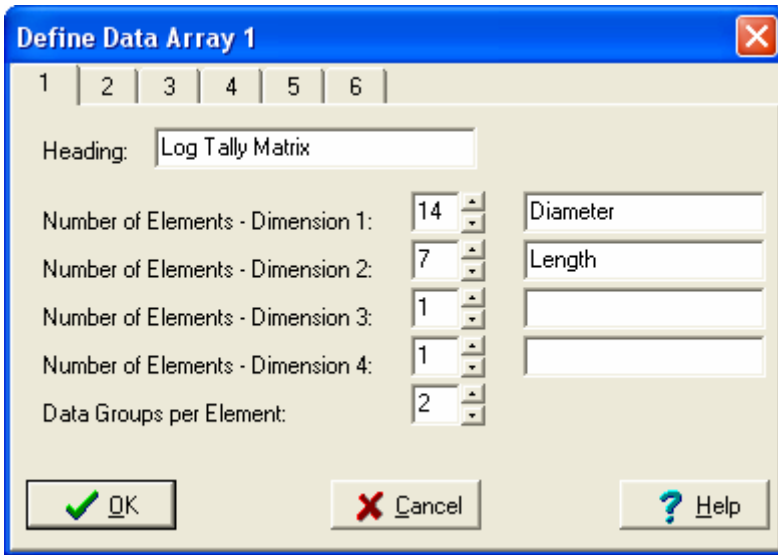 Define Data Array 1
1 2 3 4 5 6
Heading: Log Tally Matrix
Number of Elements - Dimension 1: 14 Diameter
Number of Elements - Dimension 2: 7 Length
Number of Elements - Dimension 3: 1
Number of Elements - Dimension 4: 1
Data Groups per Element: 2
OK Cancel Help